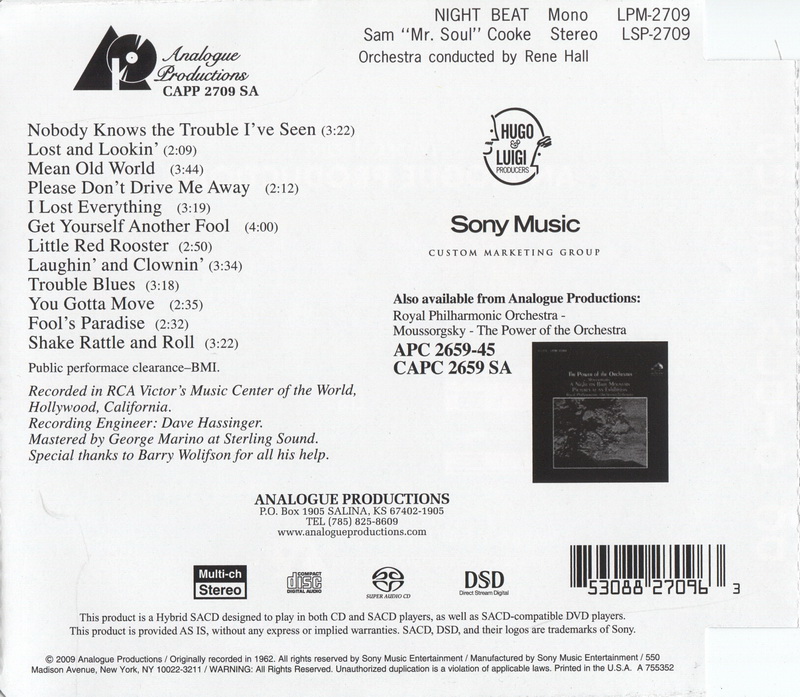 NIGHT BEAT Mono LPM-2709
Sam "Mr. Soul" Cooke Stereo LSP-2709
Orchestra conducted by Rene Hall
Analogue
Productions
CAPP 2709 SA
Nobody Knows the Trouble I've Seen (3:22)
Lost and Lookin' (2:09)
Mean Old World (3:44)
Please Don't Drive Me Away (2:12)
I Lost Everything (3:19)
Get Yourself Another Fool (4:00)
Little Red Rooster (2:50)
Laughin' and Clownin' (3:34)
Trouble Blues (3:18)
You Gotta Move (2:35)
Fool's Paradise (2:32)
Shake Rattle and Roll (3:22)
Public performace clearance–BMI.
Recorded in RCA Victor's Music Center of the World,
Hollywood, California.
Recording Engineer: Dave Hassinger.
Mastered by George Marino at Sterling Sound.
Special thanks to Barry Wolifson for all his help.
HUGO
&
LUIGI
PRODUCERS
Sony Music
CUSTOM MARKETING GROUP
Also available from Analogue Productions:
Royal Philharmonic Orchestra -
Moussorgsky - The Power of the Orchestra
APC 2659-45
CAPC 2659 SA
The Power of the Orchestra
A Night on Bare Mountain
Pictures at an Exhibition
ANALOGUE PRODUCTIONS
P.O. Box 1905 SALINA, KS 67402-1905
TEL (785) 825-8609
www.analogueproductions.com
Multi-ch
Stereo
COMPACT
disc
DIGITAL AUDIO
SUPER AUDIO CD
DSD
Direct Stream Digital
53088 27096 3
This product is a Hybrid SACD designed to play in both CD and SACD players, as well as SACD-compatible DVD players.
This product is provided AS IS, without any express or implied warranties. SACD, DSD, and their logos are trademarks of Sony.
© 2009 Analogue Productions / Originally recorded in 1962. All rights reserved by Sony Music Entertainment / Manufactured by Sony Music Entertainment / 550
Madison Avenue, New York, NY 10022-3211 / WARNING: All Rights Reserved. Unauthorized duplication is a violation of applicable laws. Printed in the U.S.A. A 755352